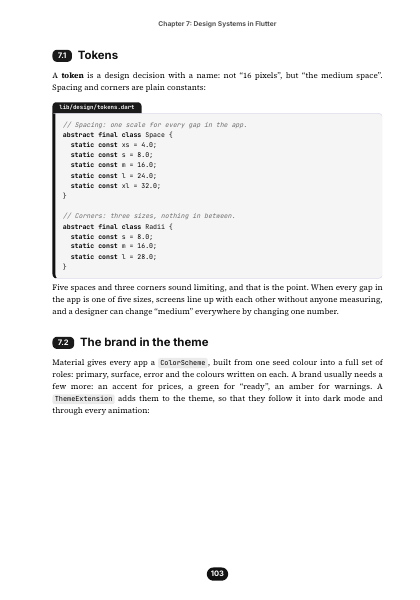 Chapter 7: Design Systems in Flutter
7.1 Tokens
A token is a design decision with a name: not “16 pixels”, but “the medium space”.
Spacing and corners are plain constants:
lib/design/tokens.dart
// Spacing: one scale for every gap in the app.
abstract final class Space {
  static const xs = 4.0;
  static const s = 8.0;
  static const m = 16.0;
  static const l = 24.0;
  static const xl = 32.0;
}
// Corners: three sizes, nothing in between.
abstract final class Radii {
  static const s = 8.0;
  static const m = 16.0;
  static const l = 28.0;
}
Five spaces and three corners sound limiting, and that is the point. When every gap in
the app is one of five sizes, screens line up with each other without anyone measuring,
and a designer can change “medium” everywhere by changing one number.
7.2 The brand in the theme
Material gives every app a ColorScheme, built from one seed colour into a full set of
roles: primary, surface, error and the colours written on each. A brand usually needs a
few more: an accent for prices, a green for “ready”, an amber for warnings. A
ThemeExtension adds them to the theme, so that they follow it into dark mode and
through every animation:
103